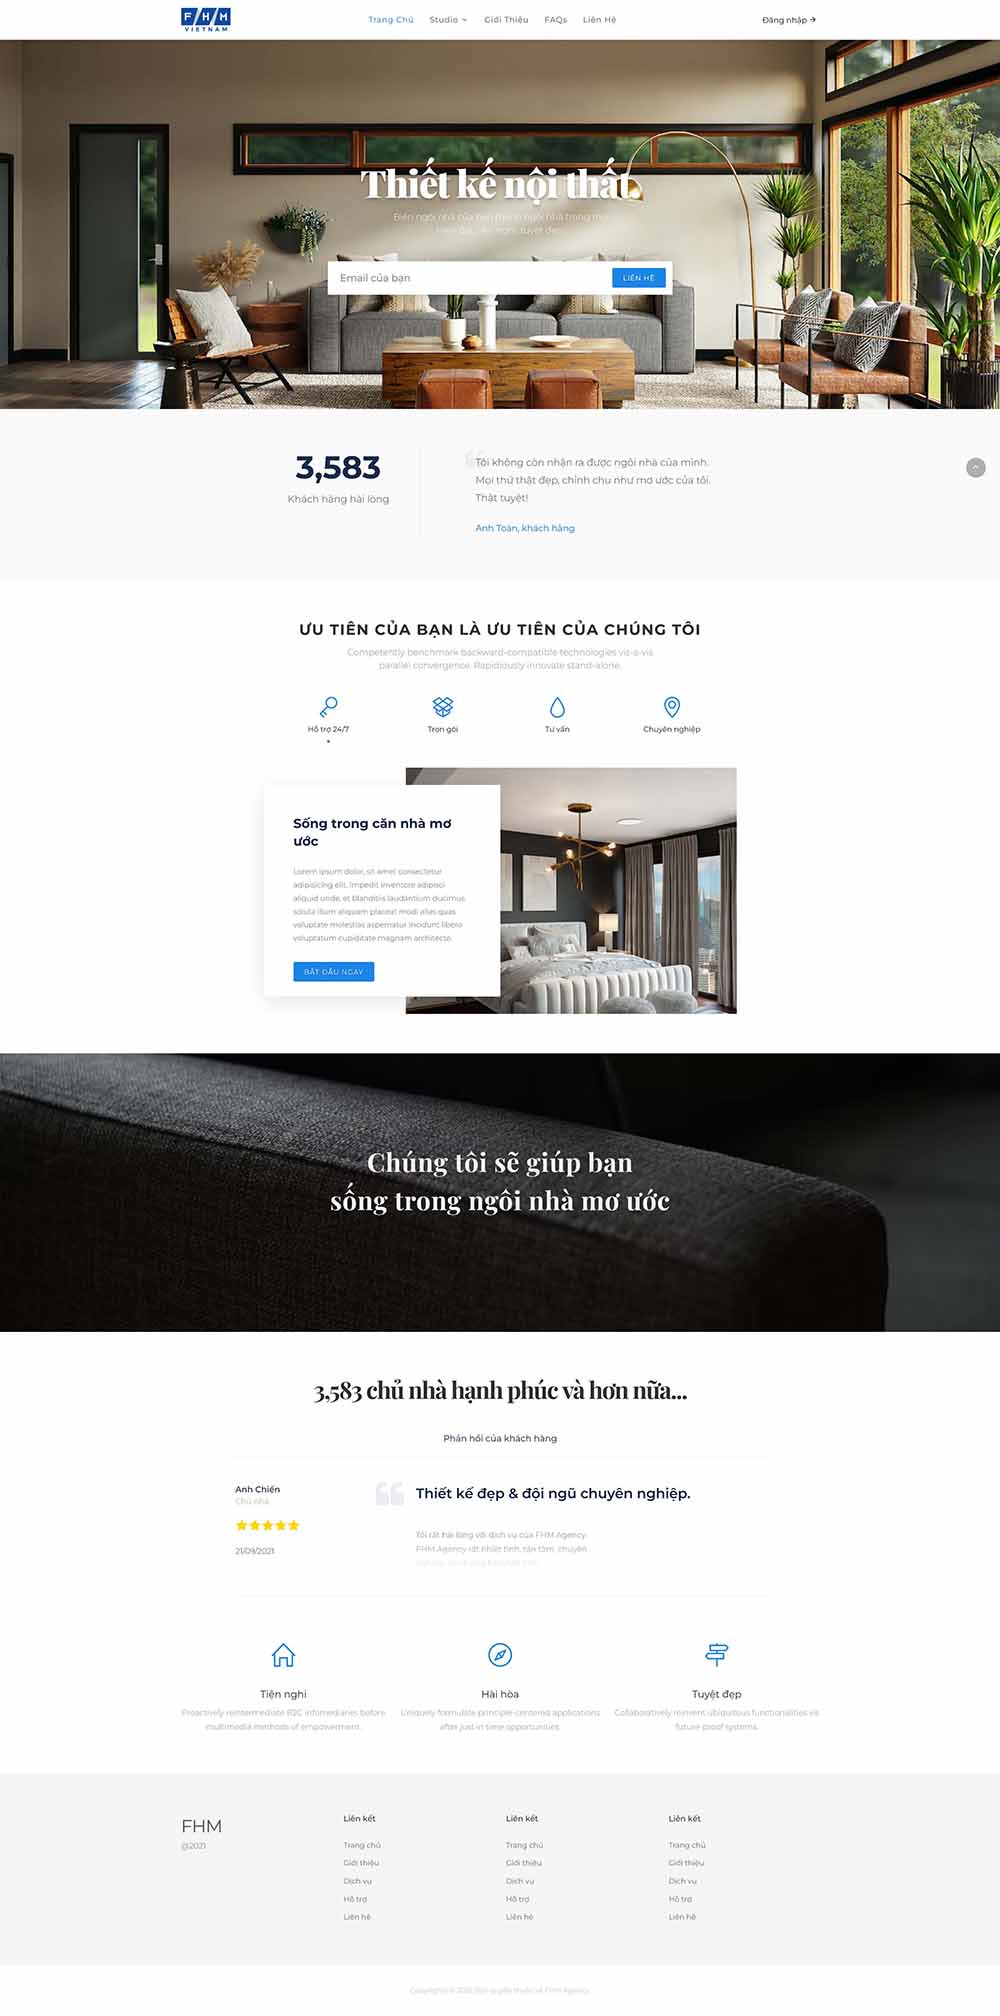 FHM
VIETNAM
Trang Chủ
Studio
Giới Thiệu
FAQs
Liên Hệ
Đăng nhập
Thiết kế nội thất
Biến ngôi nhà của bạn thành ngôi nhà trong mơ
tuyệt đẹp
Email của bạn
LIÊN HỆ
3,583
Khách hàng hài lòng
Tôi không còn nhận ra được ngôi nhà của mình.
Mọi thứ thật đẹp, chỉnh chu như mơ ước của tôi.
Thật tuyệt!
Anh Toàn, khách hàng
ƯU TIÊN CỦA BẠN LÀ ƯU TIÊN CỦA CHÚNG TÔI
Competently benchmark backward-compatible technologies vis-a-vis
parallel convergence. Rapidiously innovate stand-alone.
Hỗ trợ 24/7
Trọn gói
Tư vấn
Chuyên nghiệp
Sống trong căn nhà mơ
ước
Lorem ipsum dolor, sit amet consectetur
adipisicing elit. Impedit inventore adipisci
aliquid unde, et blanditiis laudantium ducimus
soluta illum aliquam placeat modi alias quas
voluptate molestias aspernatur incidunt libero
voluptatum cupiditate magnam architecto.
BẮT ĐẦU NGAY
Chúng tôi sẽ giúp bạn
sống trong ngôi nhà mơ ước
3,583 chủ nhà hạnh phúc và hơn nữa...
Phản hồi của khách hàng
Anh Chiến
Chủ nhà
21/09/2021
Thiết kế đẹp & đội ngũ chuyên nghiệp.
Tôi rất hài lòng với dịch vụ của FHM Agency.
FHM Agency rất nhiệt tình, tận tâm, chuyên
Tiện nghi
Proactively reintermediate B2C infomediaries before
multimedia methods of empowerment.
Hài hòa
Uniquely formulate principle-centered applications
after just in time opportunities.
Tuyệt đẹp
Collaboratively reinvent ubiquitous functionalities vis
future proof systems.
FHM
@2021
Liên kết
Trang chủ
Giới thiệu
Dịch vụ
Hỗ trợ
Liên hệ
Liên kết
Trang chủ
Giới thiệu
Dịch vụ
Hỗ trợ
Liên hệ
Liên kết
Trang chủ
Giới thiệu
Dịch vụ
Hỗ trợ
Liên hệ
Bản quyền thuộc về FHM Agency